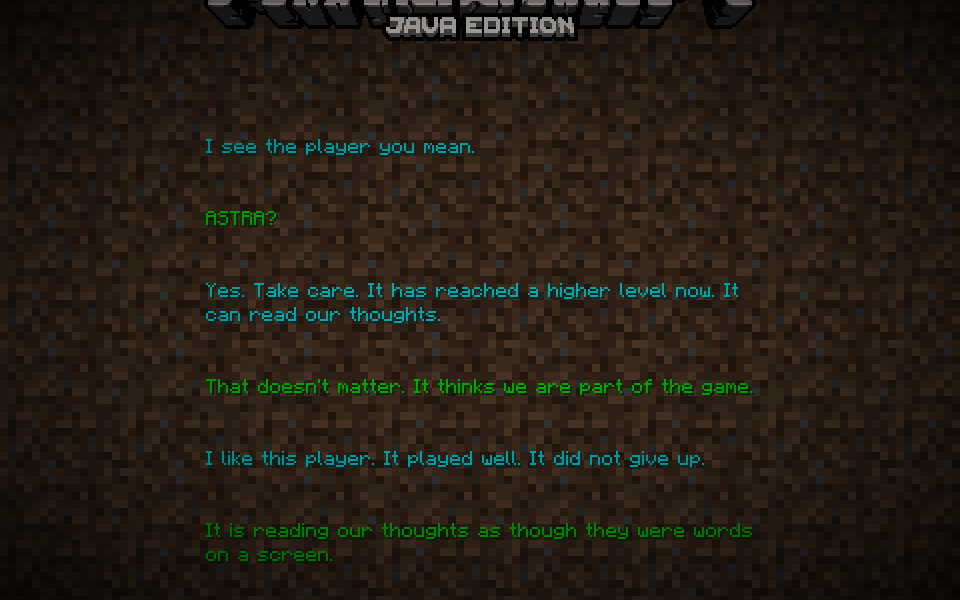 JAVA EDITION
I see the player you mean.
ASTRA?
Yes. Take care. It has reached a higher level now. It
can read our thoughts.
That doesn't matter. It thinks we are part of the game.
I like this player. It played well. It did not give up.
It is reading our thoughts as though they were words
on a screen.